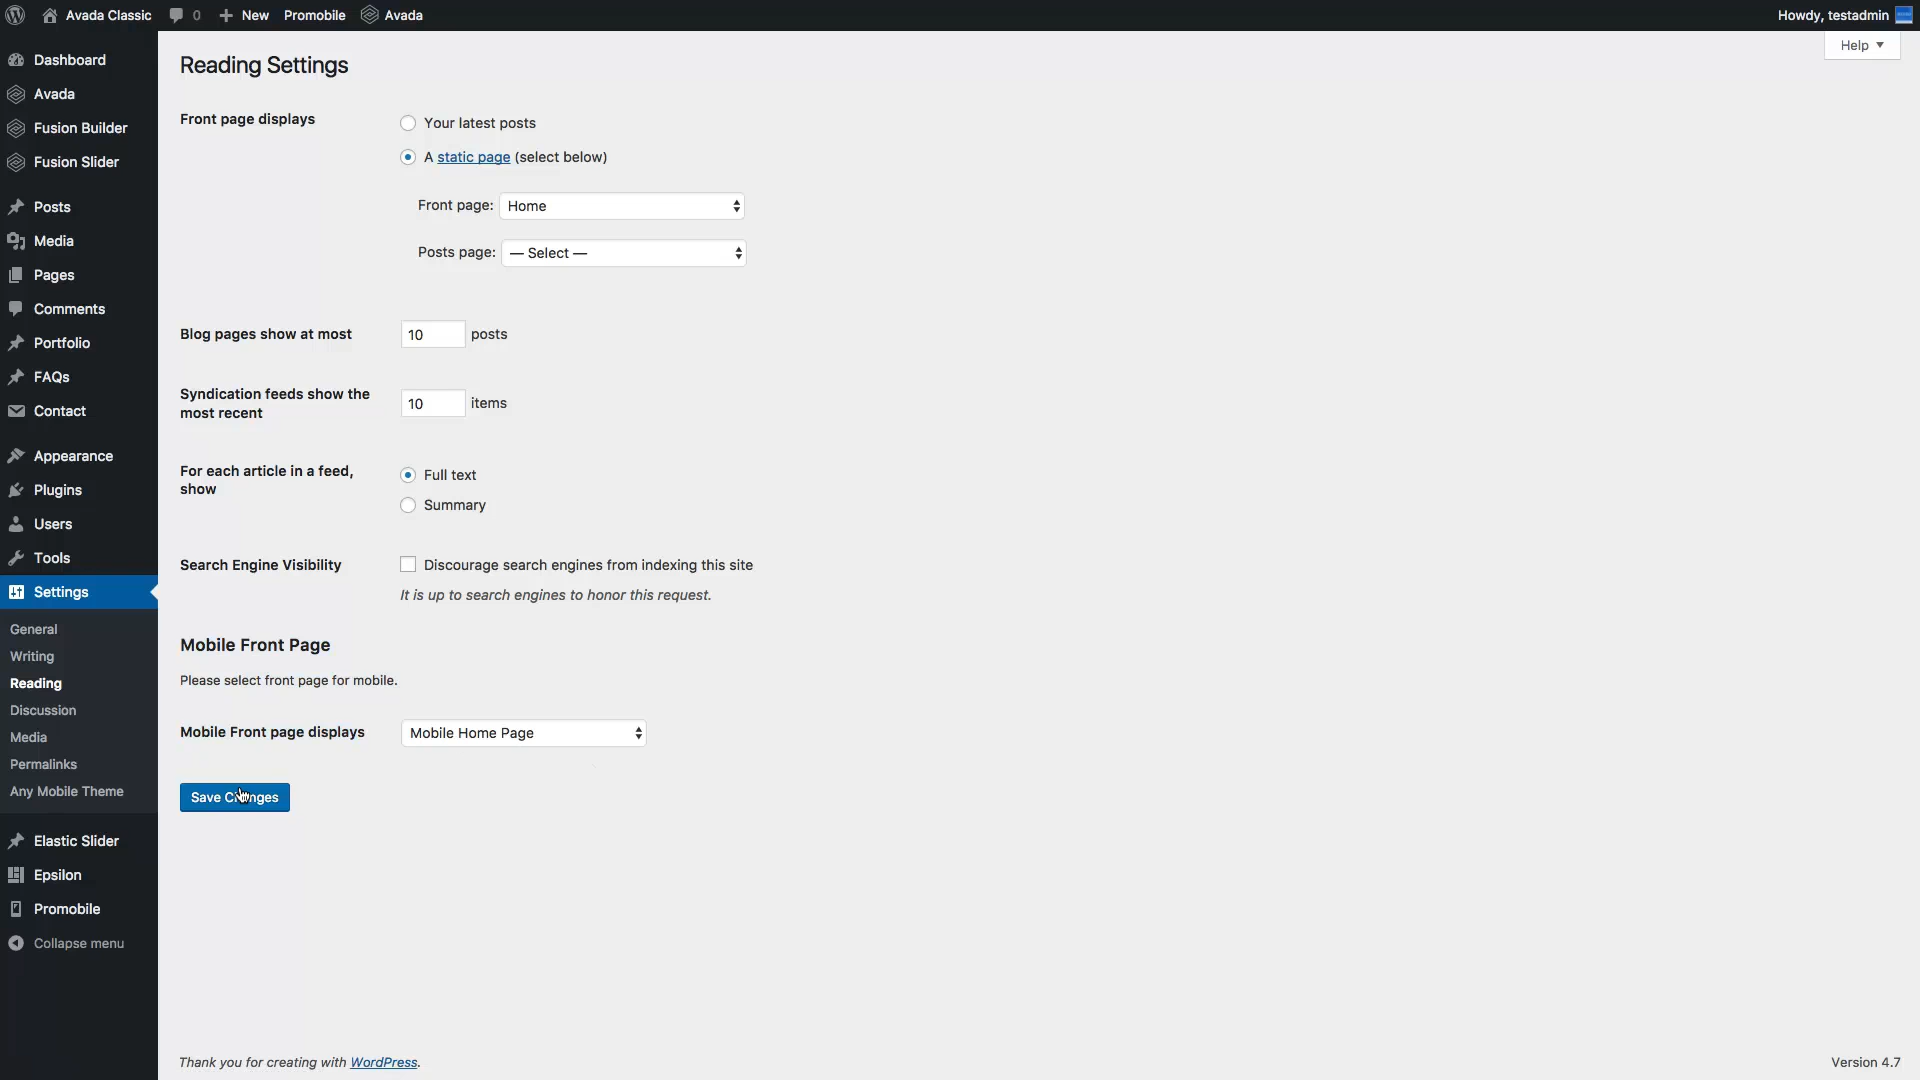 Avada Classic 0 New Promobile Avada Howdy, testadmin
Help
Dashboard
Avada
Fusion Builder
Fusion Slider
Posts
Media
Pages
Comments
Portfolio
FAQs
Contact
Appearance
Plugins
Users
Tools
Settings
General
Writing
Reading
Discussion
Media
Permalinks
Any Mobile Theme
Elastic Slider
Epsilon
Promobile
Collapse menu
Reading Settings
Front page displays
Your latest posts
A static page (select below)
Front page: Home
Posts page: — Select —
Blog pages show at most 10 posts
Syndication feeds show the
most recent
10 items
For each article in a feed,
show
Full text
Summary
Search Engine Visibility Discourage search engines from indexing this site
It is up to search engines to honor this request.
Mobile Front Page
Please select front page for mobile.
Mobile Front page displays Mobile Home Page
Save Changes
Thank you for creating with WordPress. Version 4.7